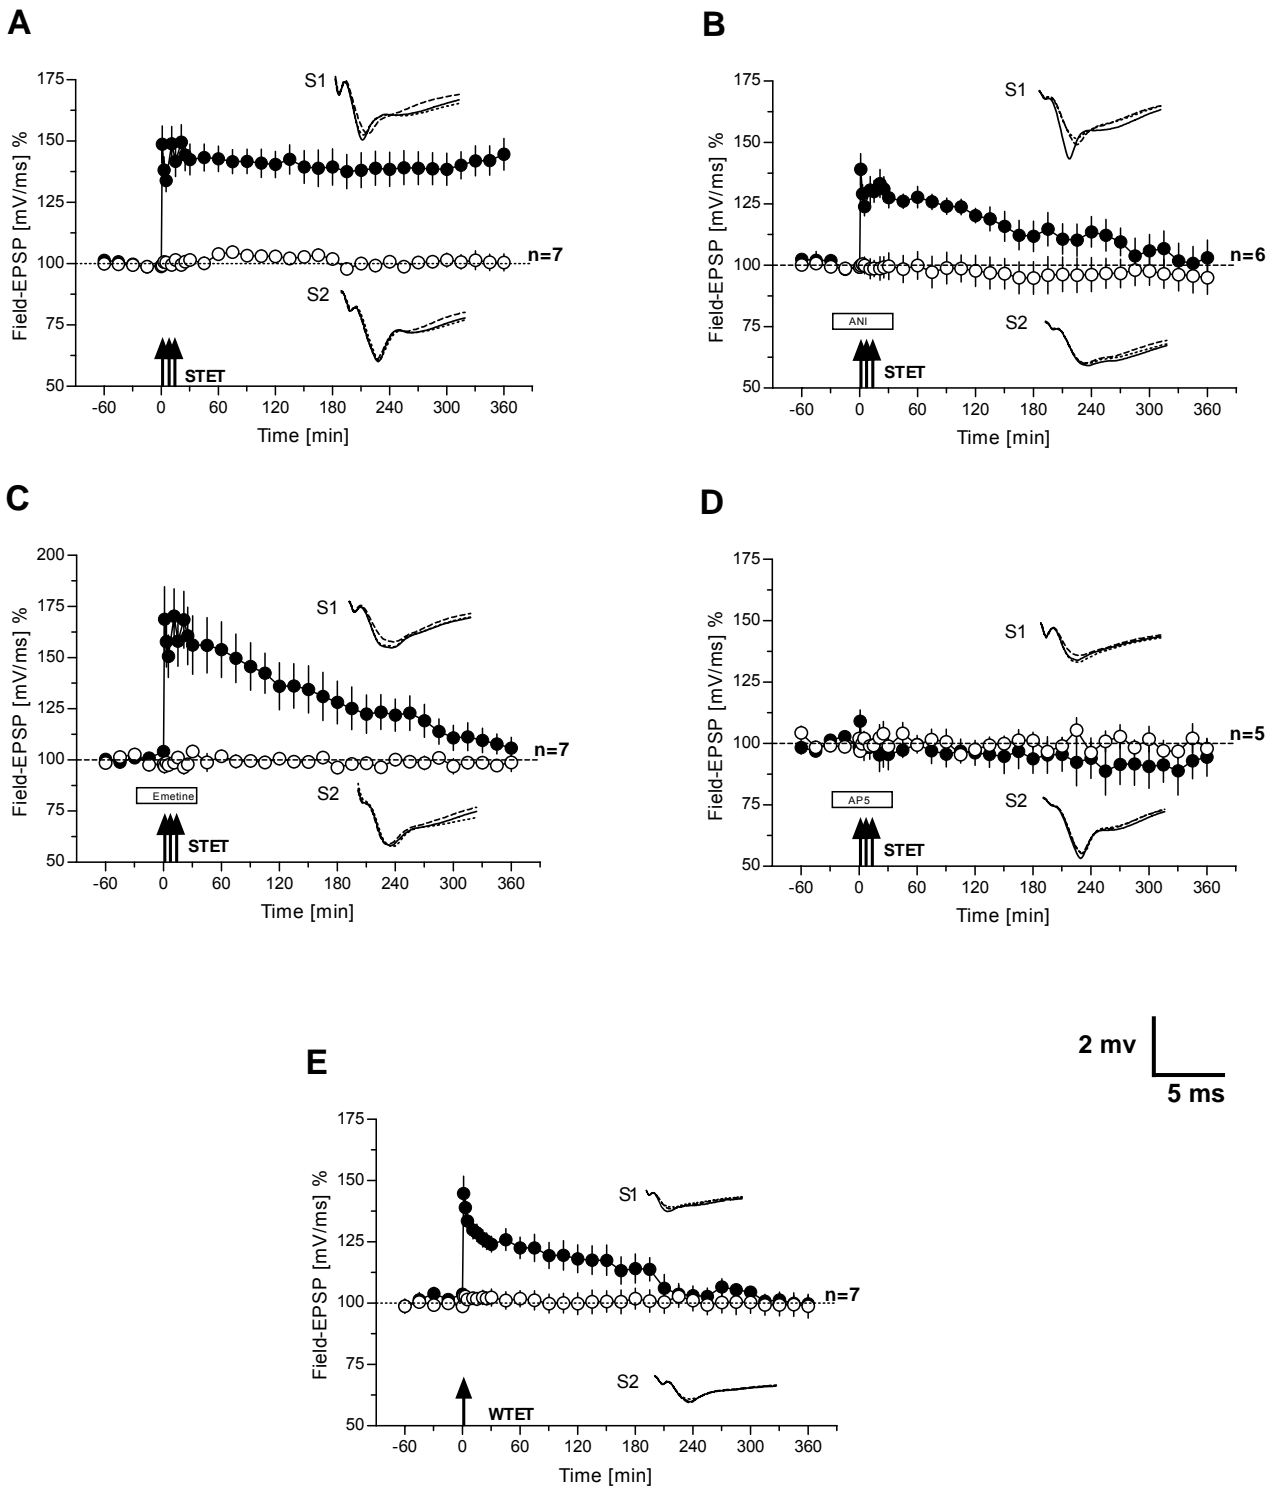 A
175
150
125
100
75
50
Field-EPSP [mV/ms] %
S1
n=7
S2
STET
-60 0 60 120 180 240 300 360
Time [min]
B
175
150
125
100
75
50
Field-EPSP [mV/ms] %
S1
n=6
ANI
S2
STET
-60 0 60 120 180 240 300 360
Time [min]
C
200
175
150
125
100
75
50
Field-EPSP [mV/ms] %
S1
n=7
Emetine
S2
STET
-60 0 60 120 180 240 300 360
Time [min]
D
175
150
125
100
75
50
Field-EPSP [mV/ms] %
S1
n=5
AP5
S2
STET
-60 0 60 120 180 240 300 360
Time [min]
2 mv
5 ms
E
175
150
125
100
75
50
Field-EPSP [mV/ms] %
S1
n=7
S2
WTET
-60 0 60 120 180 240 300 360
Time [min]